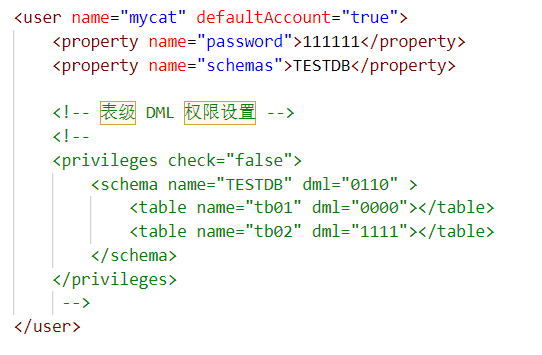 <user name="mycat" defaultAccount="true">
<property name="password">111111</property>
<property name="schemas">TESTDB</property>
<!-- 表级 DML 权限设置 -->
<!--
<privileges check="false">
<schema name="TESTDB" dml="0110" >
<table name="tb01" dml="0000"></table>
<table name="tb02" dml="1111"></table>
</schema>
</privileges>
-->
</user>